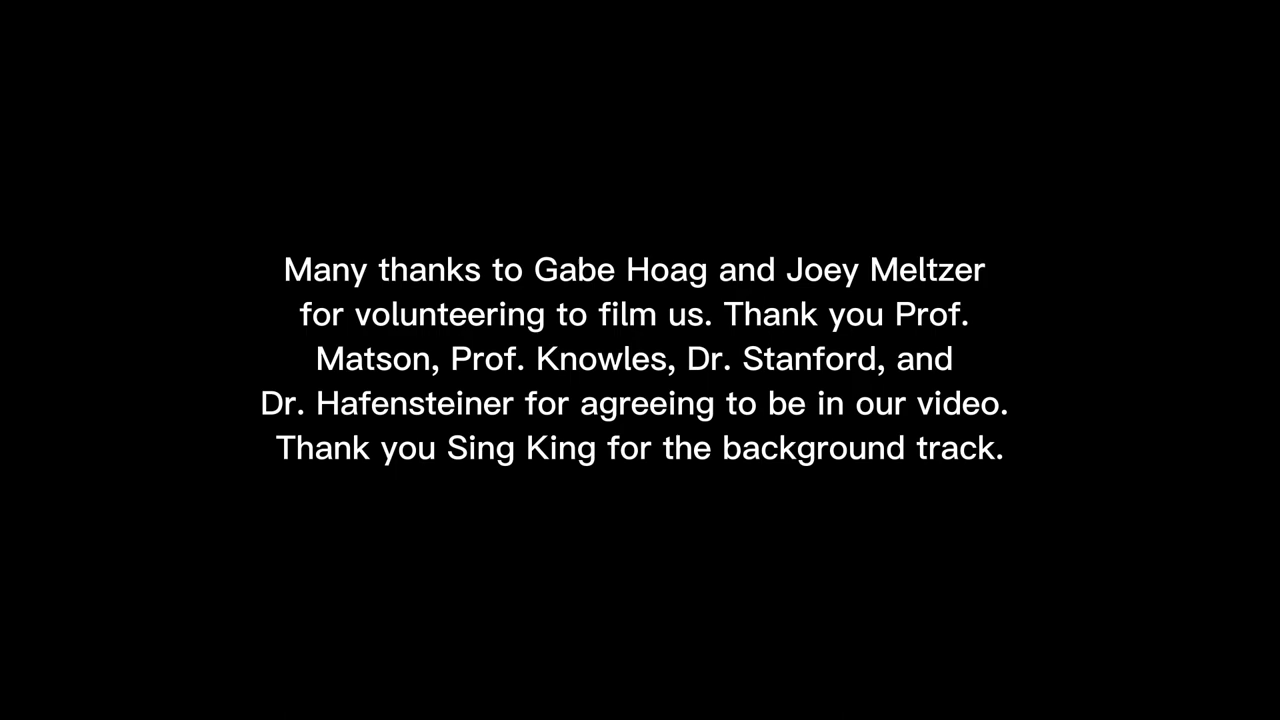 Many thanks to Gabe Hoag and Joey Meltzer
for volunteering to film us. Thank you Prof.
Matson, Prof. Knowles, Dr. Stanford, and
Dr. Hafensteiner for agreeing to be in our video.
Thank you Sing King for the background track.